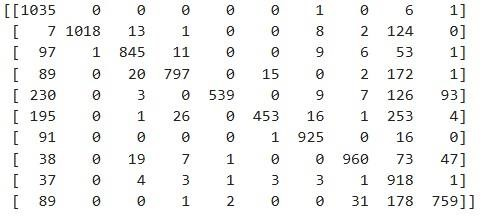 [[1035 0 0 0 0 0 1 0 6 1]
[ 7 1018 13 1 0 0 8 2 124 0]
[ 97 1 845 11 0 0 9 6 53 1]
[ 89 0 20 797 0 15 0 2 172 1]
[ 230 0 3 0 539 0 9 7 126 93]
[ 195 0 1 26 0 453 16 1 253 4]
[ 91 0 0 0 0 1 925 0 16 0]
[ 38 0 19 7 1 0 0 960 73 47]
[ 37 0 4 3 1 3 3 1 918 1]
[ 89 0 0 1 2 0 0 31 178 759]]